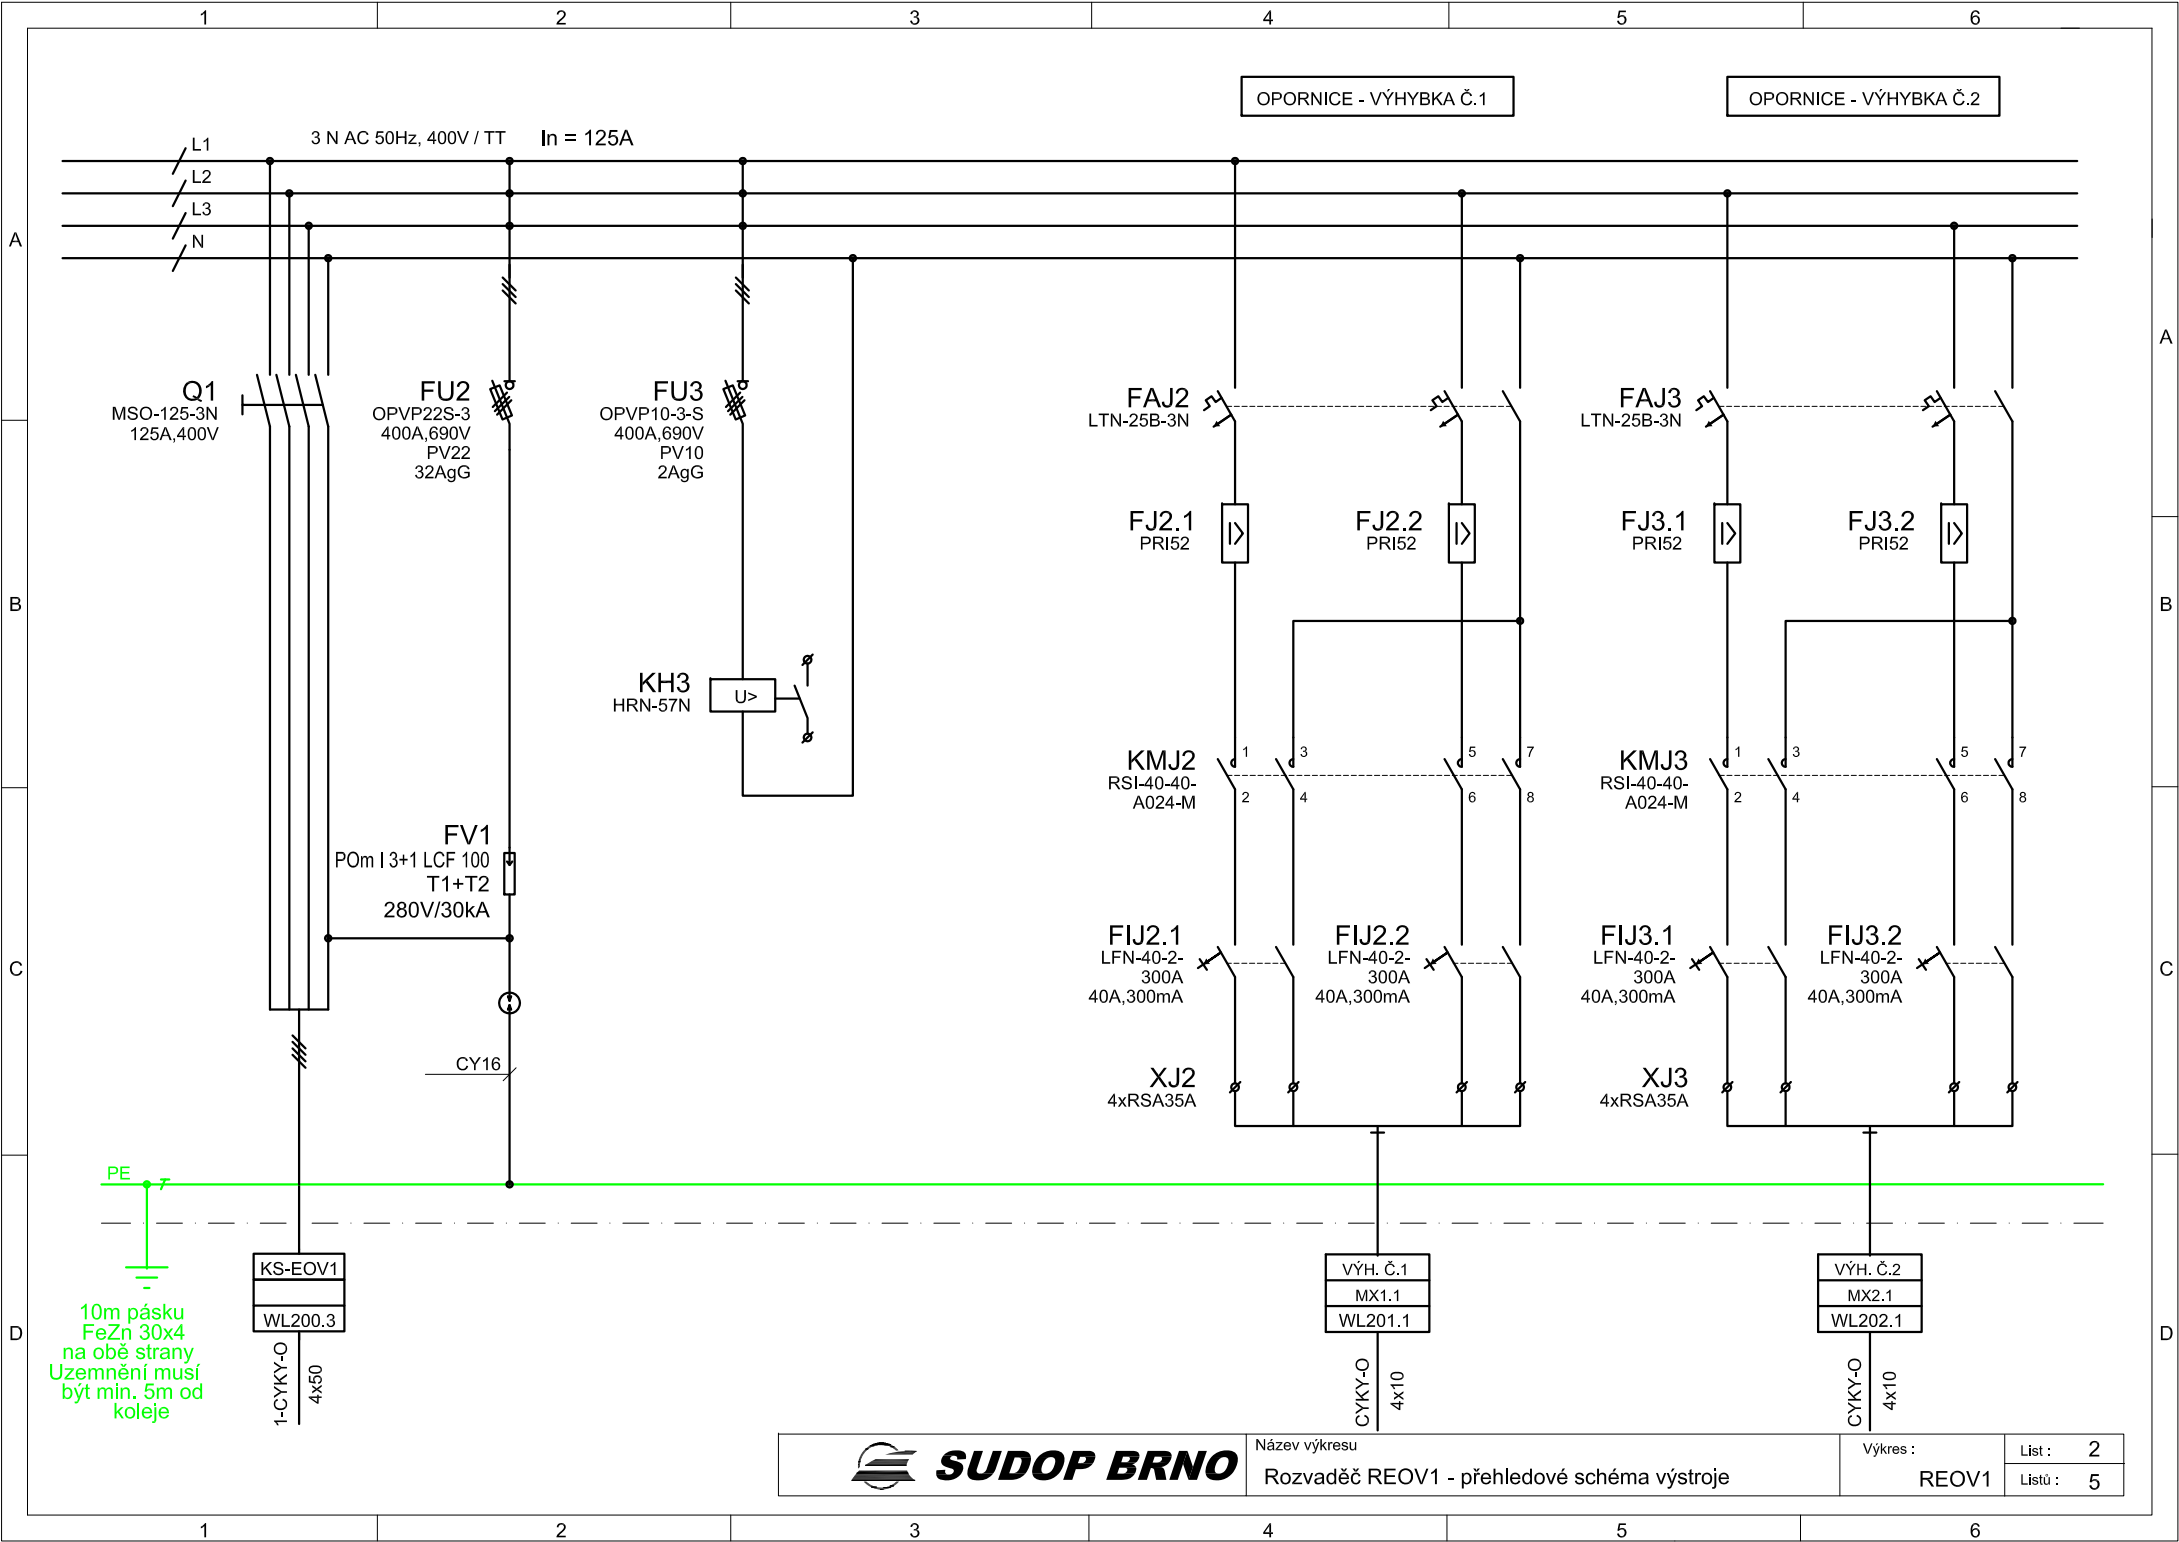 1 2 3 4 5 6
OPORNICE - VÝHYBKA Č.1
OPORNICE - VÝHYBKA Č.2
3 N AC 50Hz, 400V / TT
In = 125A
L1
L2
L3
N
A
A
B
B
C
C
D
D
Q1
MSO-125-3N
125A,400V
FU2
OPVP22S-3
400A,690V
PV22
32AgG
FU3
OPVP10-3-S
400A,690V
PV10
2AgG
FAJ2
LTN-25B-3N
FAJ3
LTN-25B-3N
FJ2.1
PRI52
FJ2.2
PRI52
FJ3.1
PRI52
FJ3.2
PRI52
KH3
HRN-57N
U>
KMJ2
RSI-40-40-
A024-M
1 3 5 7
2 4 6 8
KMJ3
RSI-40-40-
A024-M
1 3 5 7
2 4 6 8
FV1
POm I 3+1 LCF 100
T1+T2
280V/30kA
FIJ2.1
LFN-40-2-
300A
40A,300mA
FIJ2.2
LFN-40-2-
300A
40A,300mA
FIJ3.1
LFN-40-2-
300A
40A,300mA
FIJ3.2
LFN-40-2-
300A
40A,300mA
CY16
XJ2
4xRSA35A
XJ3
4xRSA35A
PE
10m pásku
FeZn 30x4
na obě strany
Uzemnění musí
být min. 5m od
koleje
KS-EOV1
WL200.3
1-CYKY-O
4x50
VÝH. Č.1
MX1.1
WL201.1
CYKY-O
4x10
VÝH. Č.2
MX2.1
WL202.1
CYKY-O
4x10
SUDOP BRNO
Název výkresu
Rozvaděč REOV1 - přehledové schéma výstroje
Výkres :
REOV1
List : 2
Listů : 5
1 2 3 4 5 6